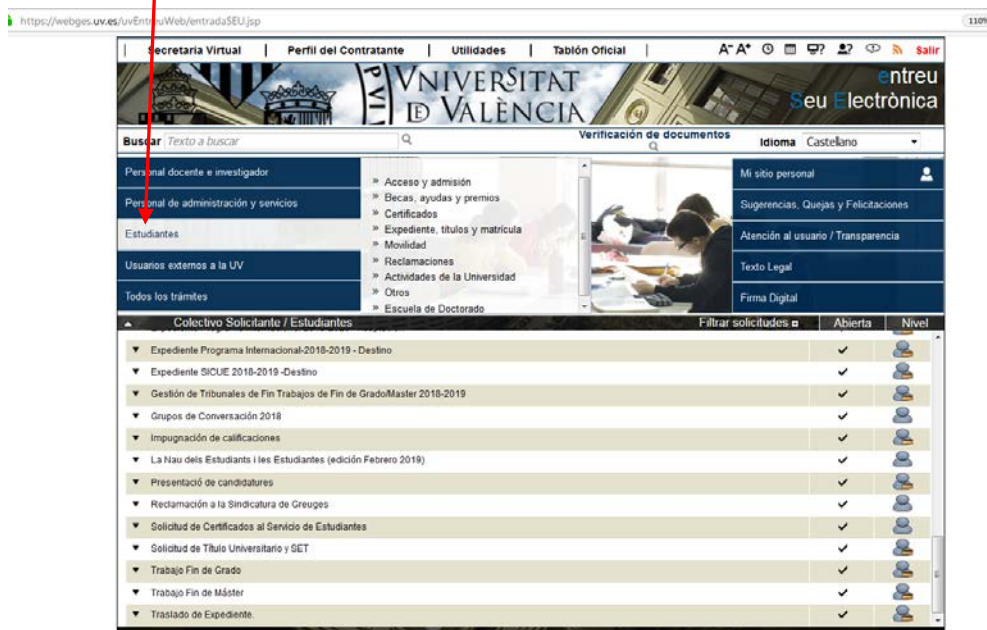 https://webges.uv.es/uvEntreuWeb/entradaSEU.jsp
110%
| Secretaria Virtual | Perfil del Contratante | Utilidades | Tablón Oficial | A- A+ Salir
VNIVERSITAT
ID VALÈNCIA
entreu
Seu Electrònica
Buscar Texto a buscar
Verificación de documentos
Idioma Castellano
Personal docente e investigador
Personal de administración y servicios
Estudiantes
Usuarios externos a la UV
Todos los trámites
» Acceso y admisión
» Becas, ayudas y premios
» Certificados
» Expediente, títulos y matrícula
» Movilidad
» Reclamaciones
» Actividades de la Universidad
» Otros
» Escuela de Doctorado
Mi sitio personal
Sugerencias, Quejas y Felicitaciones
Atención al usuario / Transparencia
Texto Legal
Firma Digital
Colectivo Solicitante / Estudiantes Filtrar solicitudes Abierta Nivel
Expediente Programa Internacional-2018-2019 - Destino
Expediente SICUE 2018-2019 -Destino
Gestión de Tribunales de Fin Trabajos de Fin de Grado/Master 2018-2019
Grupos de Conversación 2018
Impugnación de calificaciones
La Nau dels Estudiants i les Estudiantes (edición Febrero 2019)
Presentació de candidatures
Reclamación a la Sindicatura de Greuges
Solicitud de Certificados al Servicio de Estudiantes
Solicitud de Título Universitario y SET
Trabajo Fin de Grado
Trabajo Fin de Máster
Traslado de Expediente.